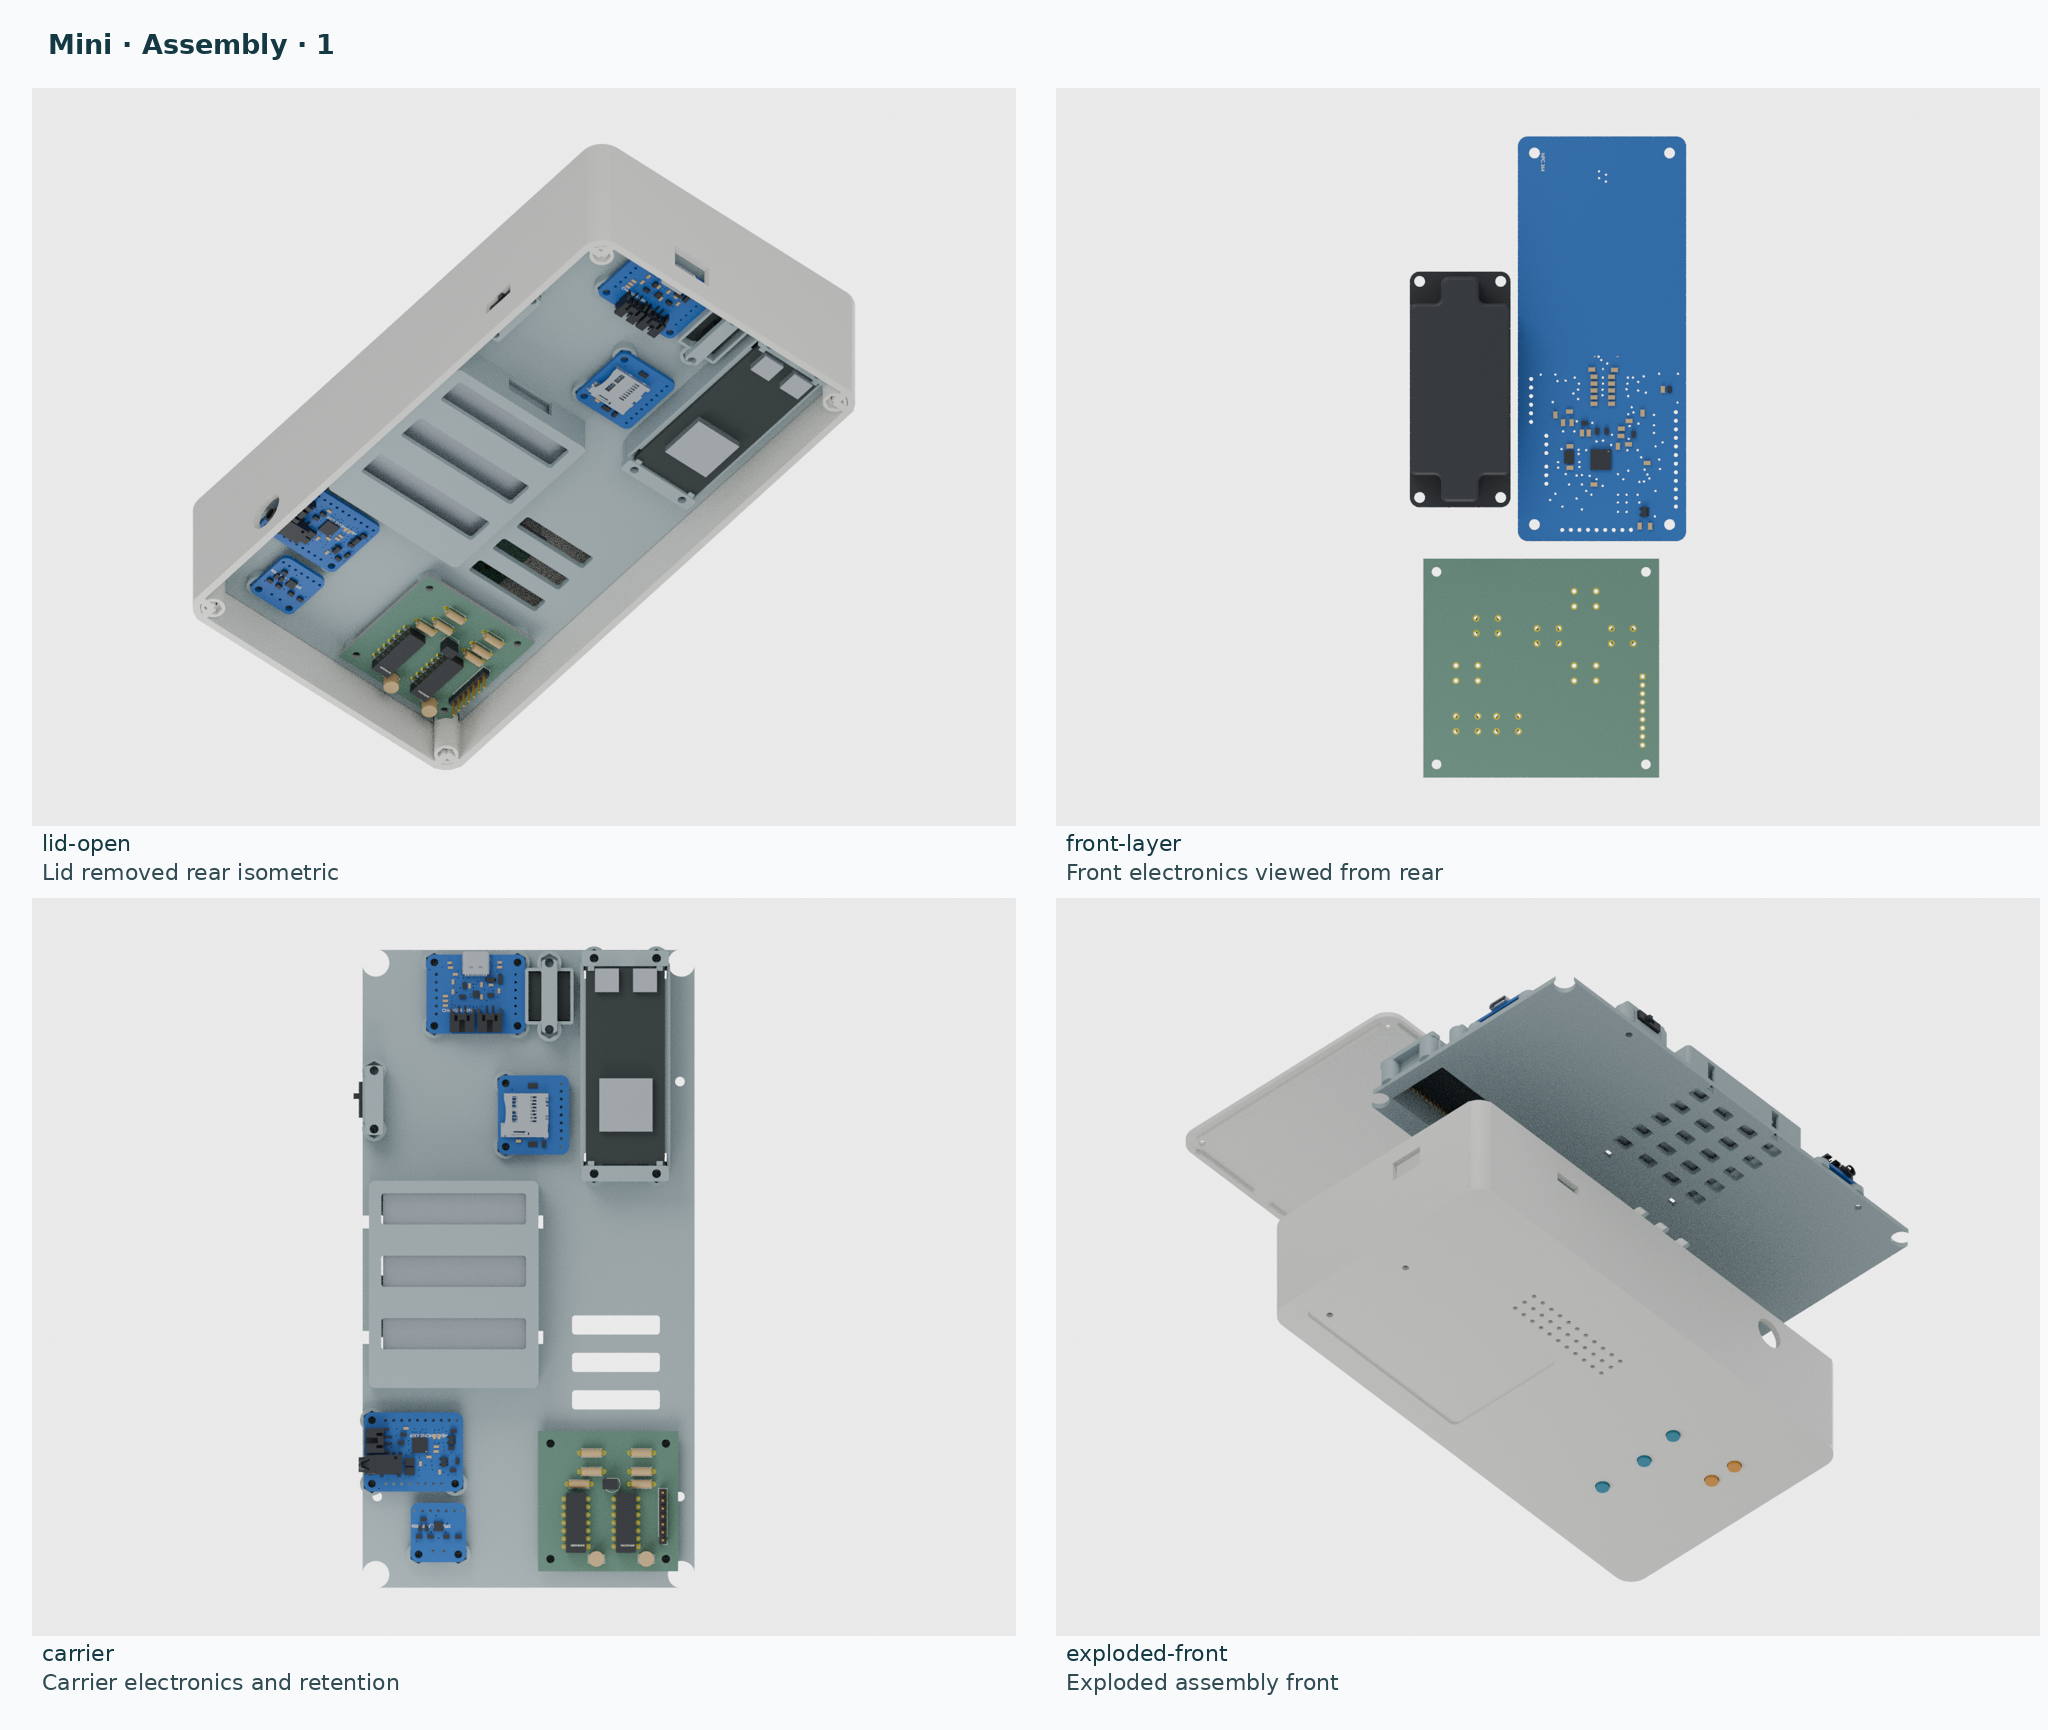 Mini · Assembly · 1
lid-open
Lid removed rear isometric
front-layer
Front electronics viewed from rear
carrier
Carrier electronics and retention
exploded-front
Exploded assembly front